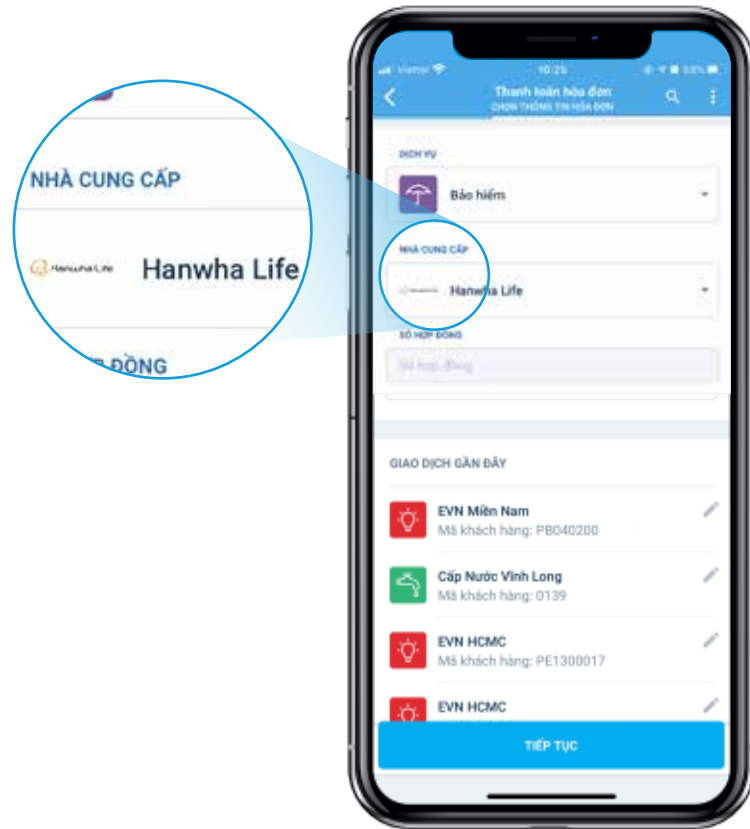 NHÀ CUNG CẤP
Hanwha Life Hanwha Life
ĐỒNG
Viettel 10:25
Thanh toán hóa đơn
CHỌN THÔNG TIN HÓA ĐƠN
DỊCH VỤ
Bảo hiểm
NHÀ CUNG CẤP
Hanwha Life
SỐ HỢP ĐỒNG
Số hợp đồng
GIAO DỊCH GẦN ĐÂY
EVN Miền Nam
Mã khách hàng: PB040200
Cấp Nước Vĩnh Long
Mã khách hàng: 0139
EVN HCMC
Mã khách hàng: PE1300017
EVN HCMC
TIẾP TỤC